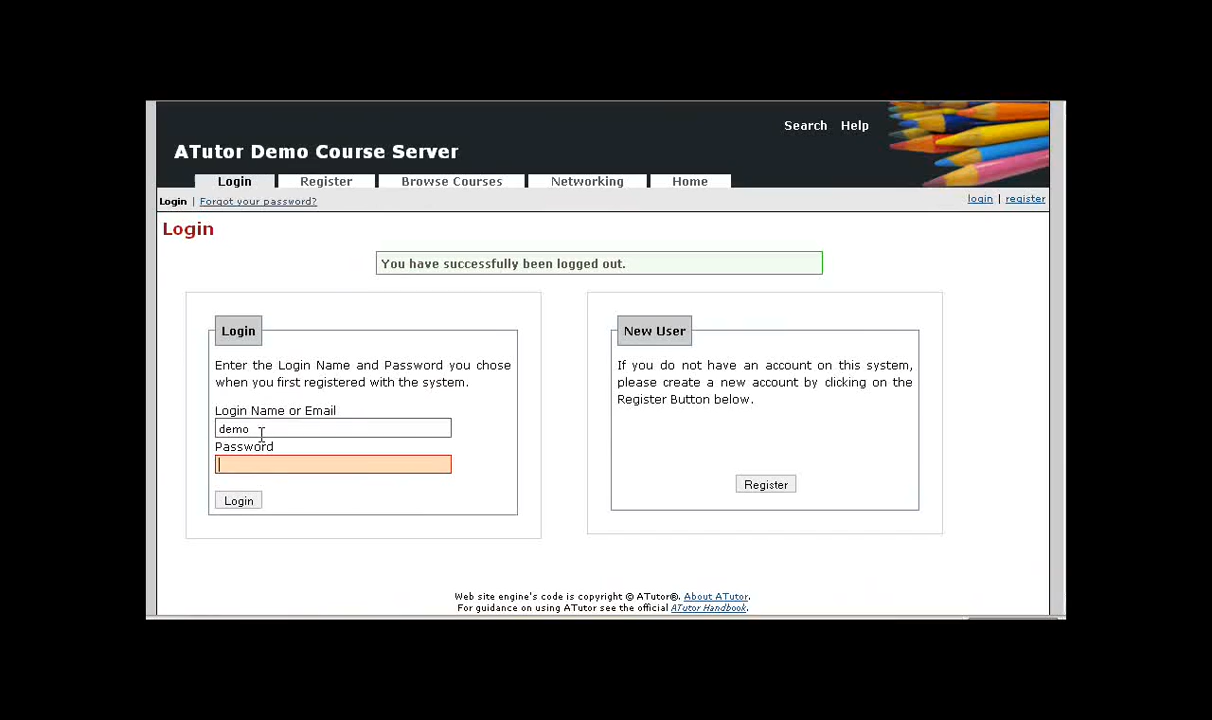 Search Help
ATutor Demo Course Server
Login Register Browse Courses Networking Home
Login | Forgot your password? login | register
Login
You have successfully been logged out.
Login
Enter the Login Name and Password you chose
when you first registered with the system.
Login Name or Email
demo
Password
Login
New User
If you do not have an account on this system,
please create a new account by clicking on the
Register Button below.
Register
Web site engine's code is copyright © ATutor®. About ATutor.
For guidance on using ATutor see the official ATutor Handbook.